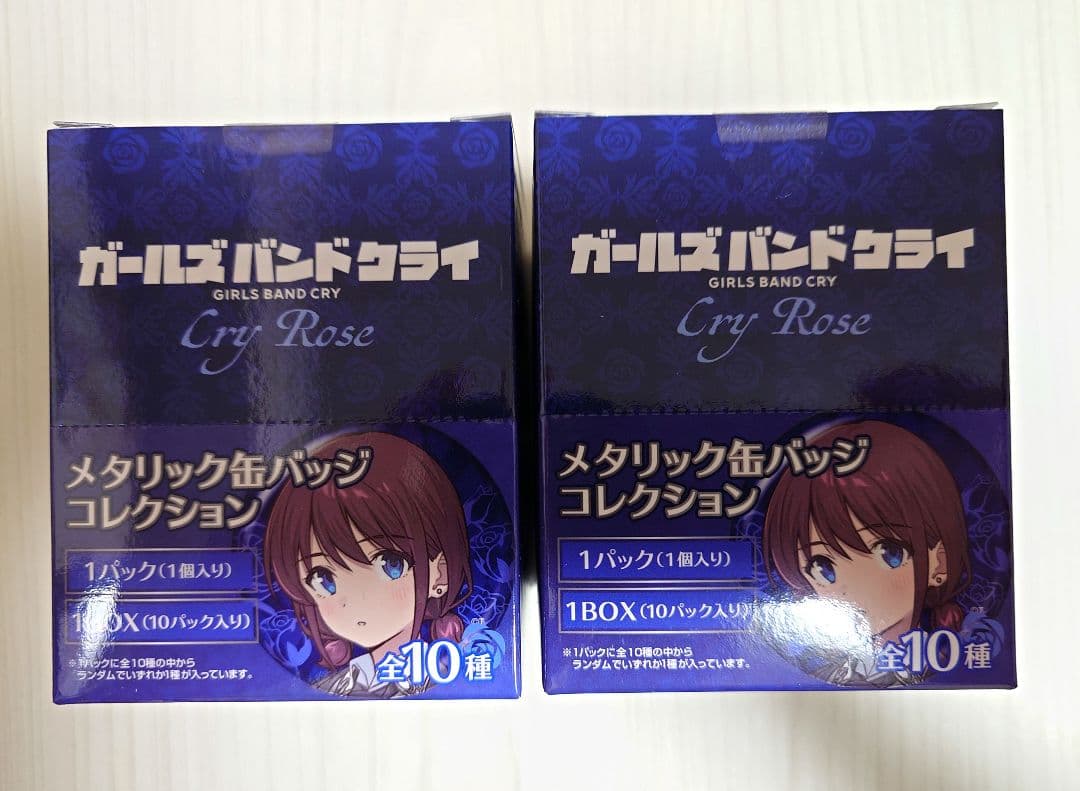 ガールズバンドクライ
GIRLS BAND CRY
Cry Rose
メタリック缶バッジ
コレクション
1パック(1個入り)
1BOX(10パック入り)
※1パックに全10種の中から
ランダムでいずれか1種が入っています。
全10種
ガールズバンドクライ
GIRLS BAND CRY
Cry Rose
メタリック缶バッジ
コレクション
1パック(1個入り)
1BOX(10パック入り)
※1パックに全10種の中から
ランダムでいずれか1種が入っています。
全10種